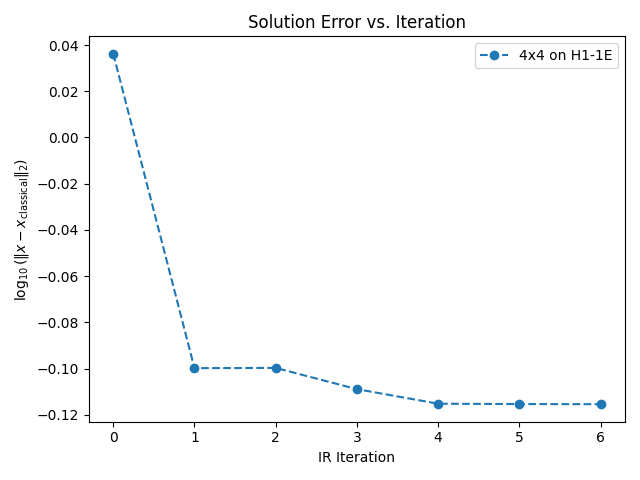 Solution Error vs. Iteration
4x4 on H1-1E
0.04
0.02
0.00
−0.02
−0.04
−0.06
−0.08
−0.10
−0.12
log₁₀(‖x − x_classical‖₂)
0 1 2 3 4 5 6
IR Iteration